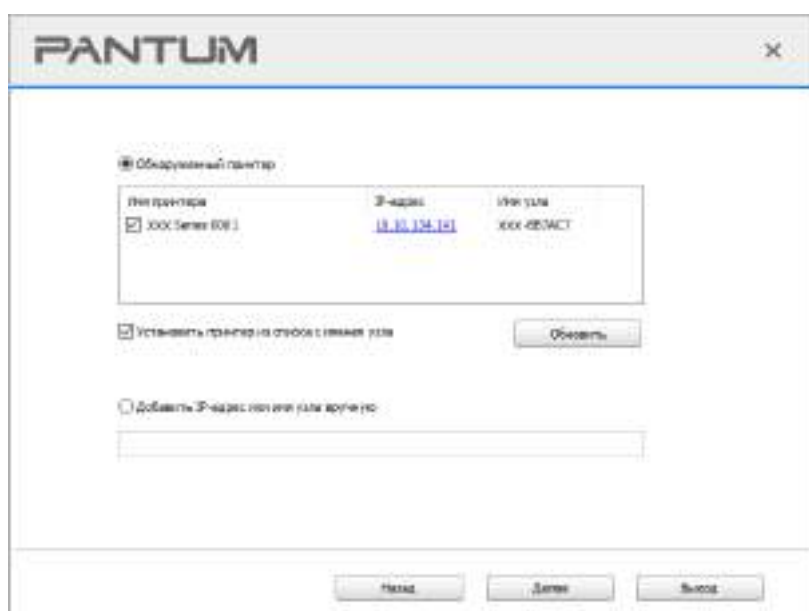 PANTUM
Обнаруженный принтер
Имя принтера IP-адрес Имя узла
XXX Series 6001
Установить принтер из списка с именем узла
Обновить
Добавить IP-адрес или имя узла вручную
Назад Далее Выход